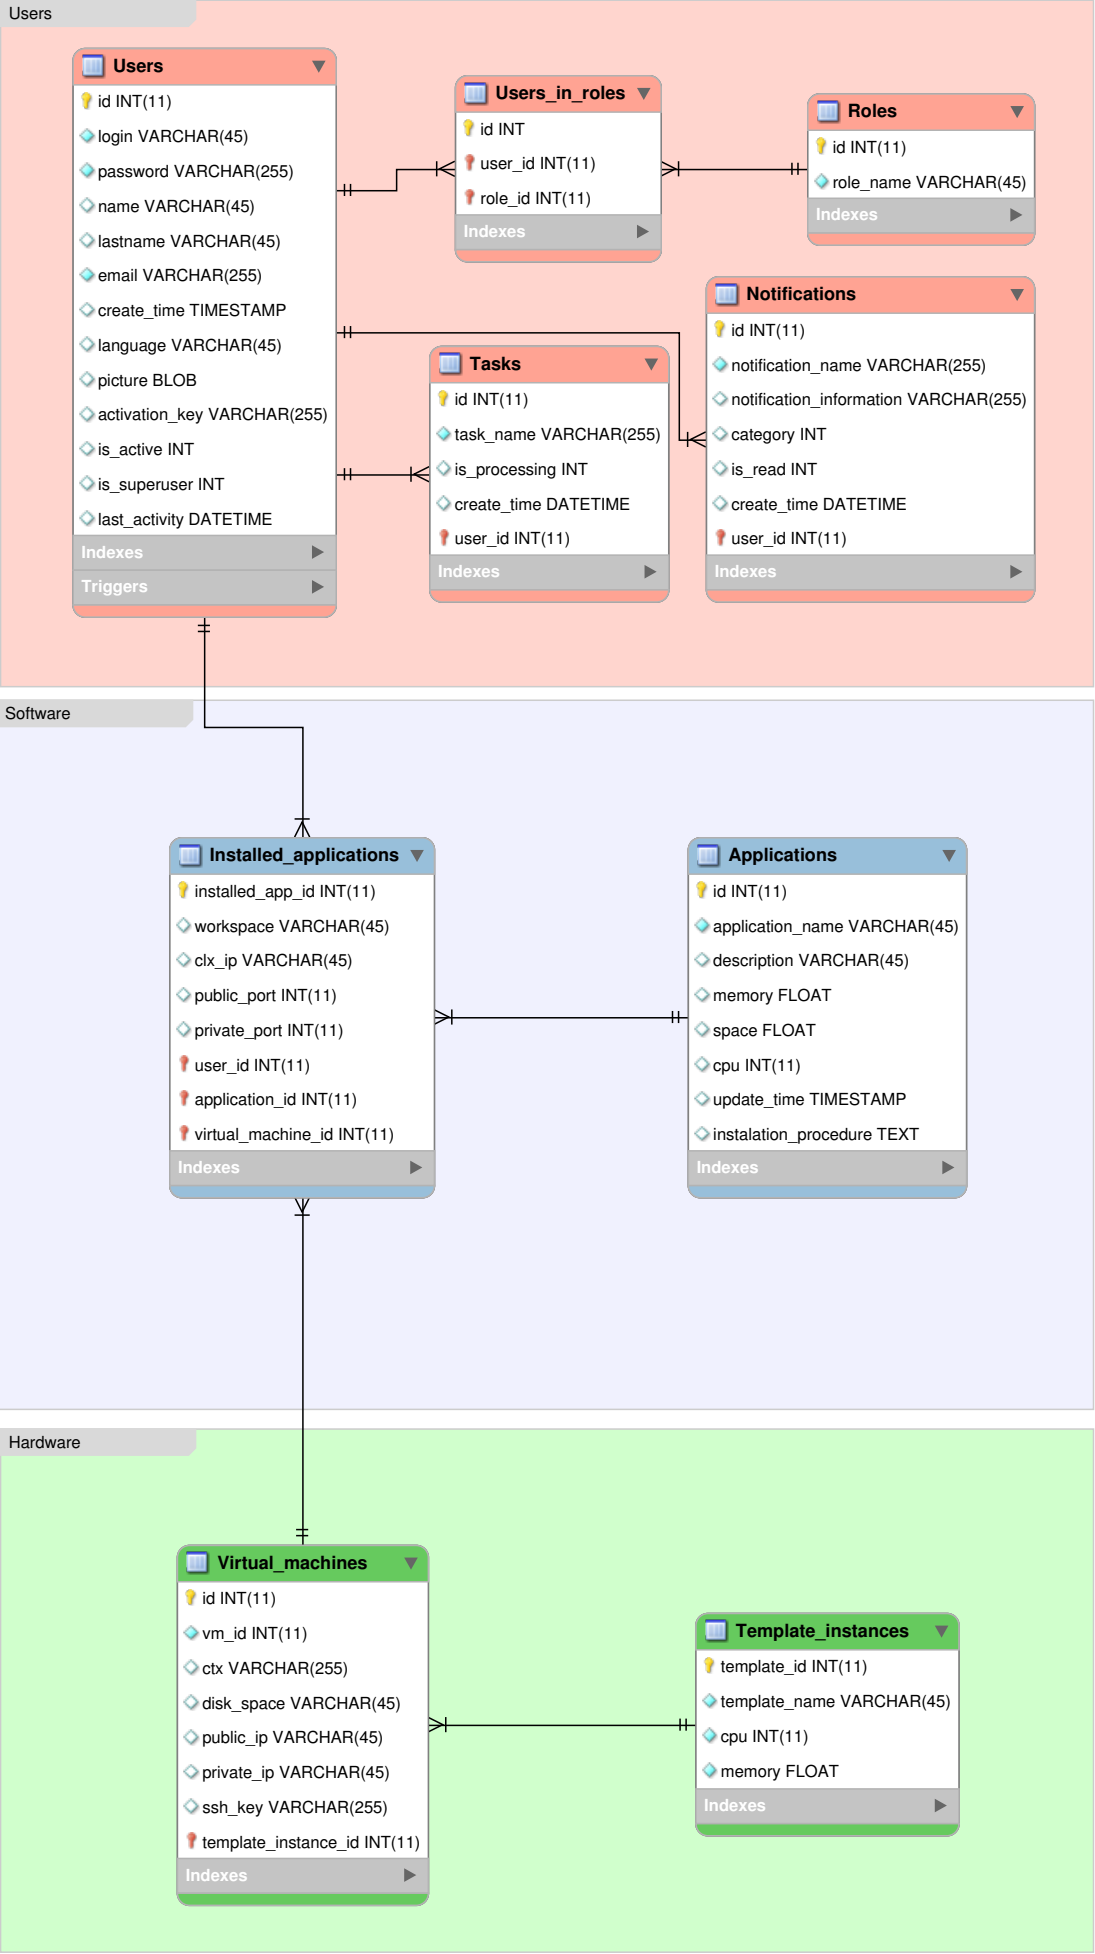 Users
Users
id INT(11)
login VARCHAR(45)
password VARCHAR(255)
name VARCHAR(45)
lastname VARCHAR(45)
email VARCHAR(255)
create_time TIMESTAMP
language VARCHAR(45)
picture BLOB
activation_key VARCHAR(255)
is_active INT
is_superuser INT
last_activity DATETIME
Indexes
Triggers
Users_in_roles
id INT
user_id INT(11)
role_id INT(11)
Indexes
Roles
id INT(11)
role_name VARCHAR(45)
Indexes
Tasks
id INT(11)
task_name VARCHAR(255)
is_processing INT
create_time DATETIME
user_id INT(11)
Indexes
Notifications
id INT(11)
notification_name VARCHAR(255)
notification_information VARCHAR(255)
category INT
is_read INT
create_time DATETIME
user_id INT(11)
Indexes
Software
Installed_applications
installed_app_id INT(11)
workspace VARCHAR(45)
clx_ip VARCHAR(45)
public_port INT(11)
private_port INT(11)
user_id INT(11)
application_id INT(11)
virtual_machine_id INT(11)
Indexes
Applications
id INT(11)
application_name VARCHAR(45)
description VARCHAR(45)
memory FLOAT
space FLOAT
cpu INT(11)
update_time TIMESTAMP
instalation_procedure TEXT
Indexes
Hardware
Virtual_machines
id INT(11)
vm_id INT(11)
ctx VARCHAR(255)
disk_space VARCHAR(45)
public_ip VARCHAR(45)
private_ip VARCHAR(45)
ssh_key VARCHAR(255)
template_instance_id INT(11)
Indexes
Template_instances
template_id INT(11)
template_name VARCHAR(45)
cpu INT(11)
memory FLOAT
Indexes